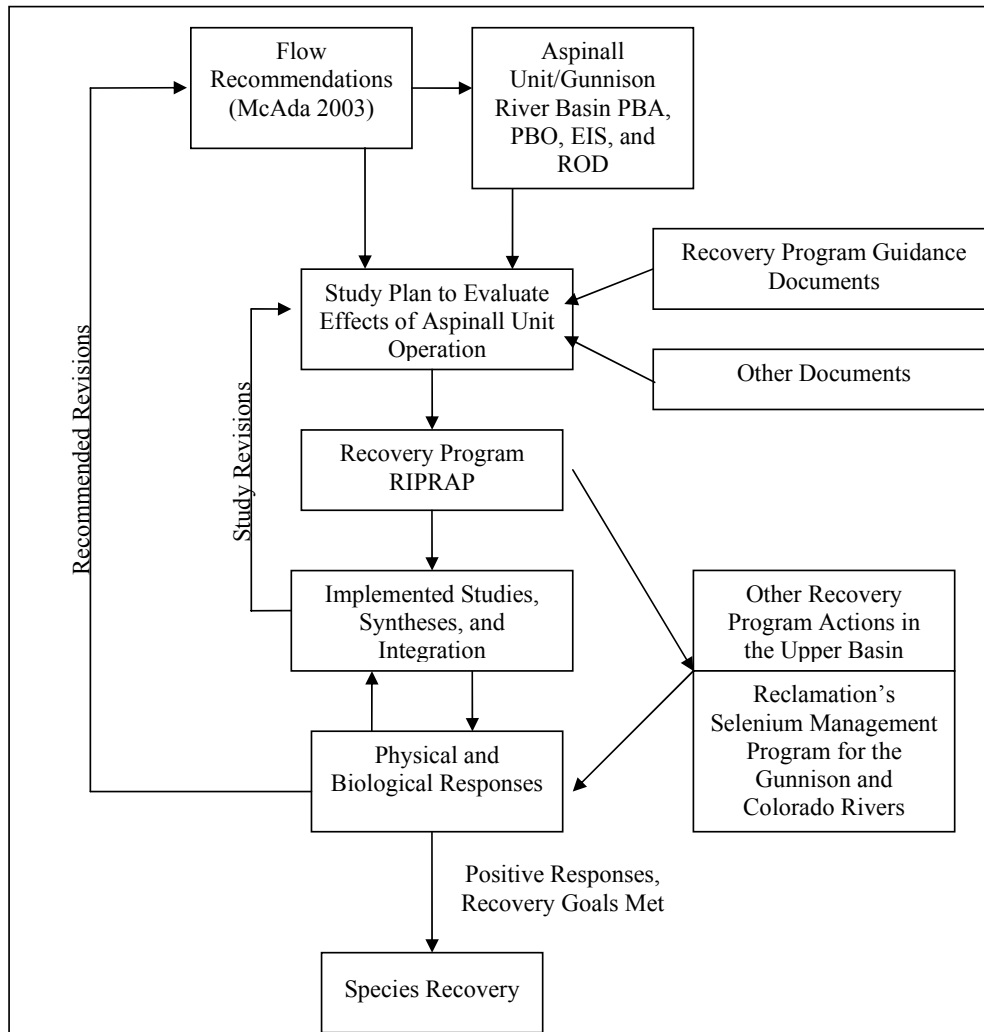 Flow
Recommendations
(McAda 2003)
Aspinall
Unit/Gunnison
River Basin PBA,
PBO, EIS, and
ROD
Recovery Program Guidance
Documents
Study Plan to Evaluate
Effects of Aspinall Unit
Operation
Other Documents
Recommended Revisions
Study Revisions
Recovery Program
RIPRAP
Implemented Studies,
Syntheses, and
Integration
Other Recovery
Program Actions in
the Upper Basin
Reclamation’s
Selenium Management
Program for the
Gunnison and
Colorado Rivers
Physical and
Biological Responses
Positive Responses,
Recovery Goals Met
Species Recovery